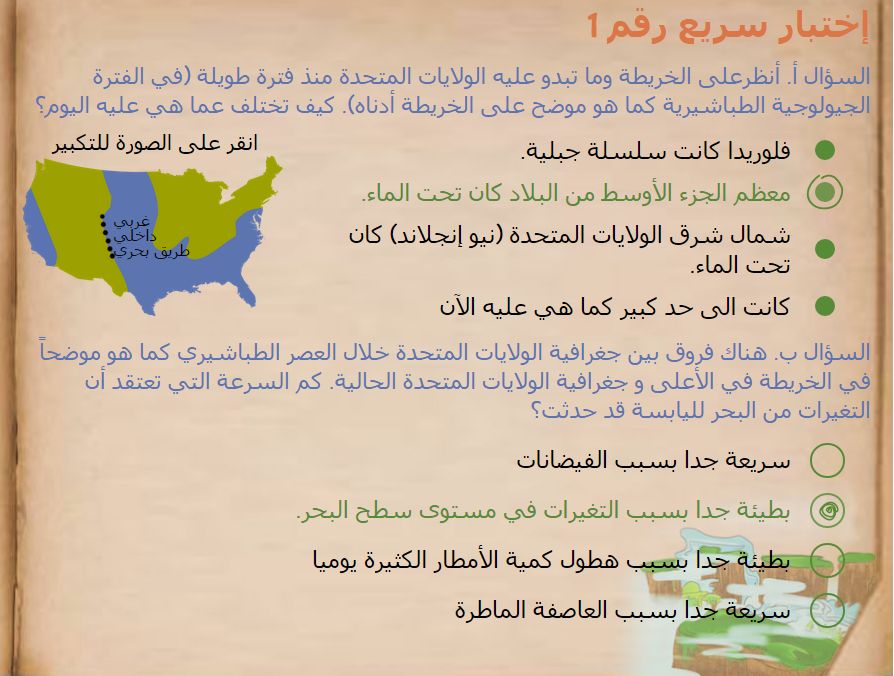 إختبار سريع رقم 1
السؤال أ. أنظرعلى الخريطة وما تبدو عليه الولايات المتحدة منذ فترة طويلة (في الفترة
الجيولوجية الطباشيرية كما هو موضح على الخريطة أدناه). كيف تختلف عما هي عليه اليوم؟
انقر على الصورة للتكبير
غربي
داخلي
طريق بحري
فلوريدا كانت سلسلة جبلية.
معظم الجزء الأوسط من البلاد كان تحت الماء.
شمال شرق الولايات المتحدة (نيو إنجلاند) كان
تحت الماء.
كانت الى حد كبير كما هي عليه الآن
السؤال ب. هناك فروق بين جغرافية الولايات المتحدة خلال العصر الطباشيري كما هو موضحاً
في الخريطة في الأعلى و جغرافية الولايات المتحدة الحالية. كم السرعة التي تعتقد أن
التغيرات من البحر لليابسة قد حدثت؟
سريعة جدا بسبب الفيضانات
بطيئة جدا بسبب التغيرات في مستوى سطح البحر.
بطيئة جدا بسبب هطول كمية الأمطار الكثيرة يوميا
سريعة جدا بسبب العاصفة الماطرة